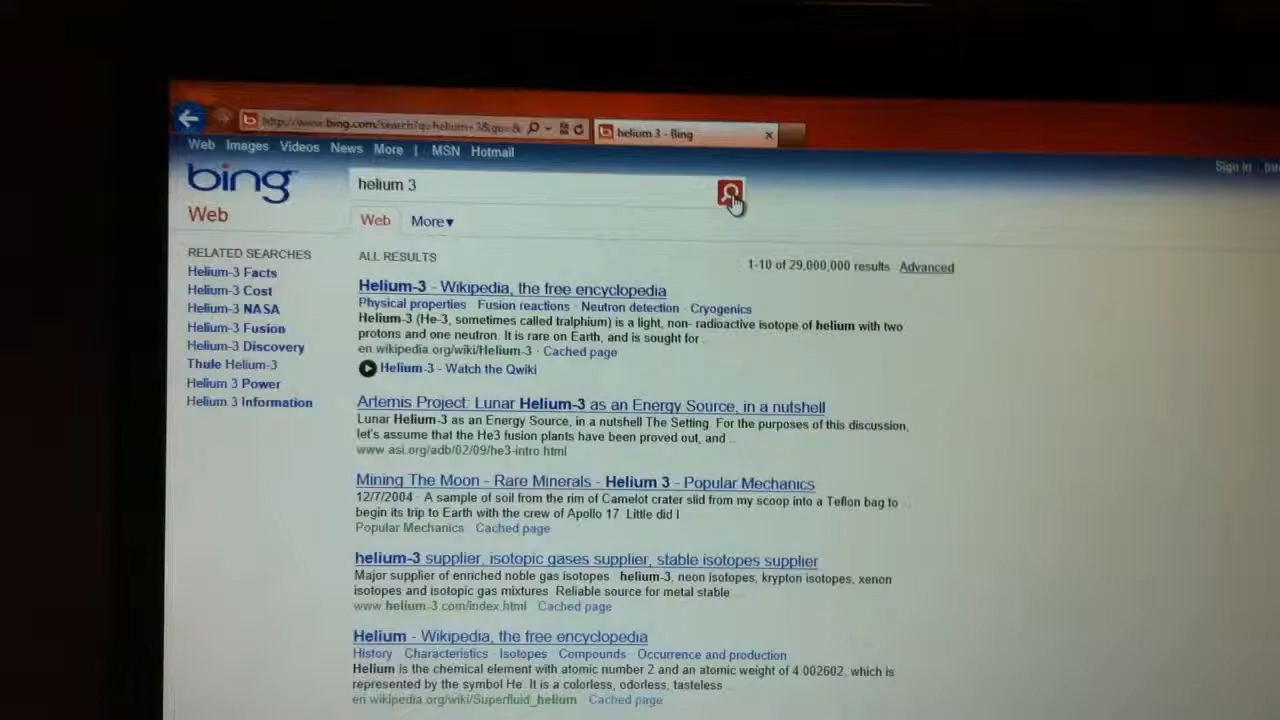 http://www.bing.com/search?q=helium+3&go=&
helium 3 - Bing
Web Images Videos News More | MSN Hotmail
Sign in
bing
helium 3
Web
Web More
RELATED SEARCHES
Helium-3 Facts
Helium-3 Cost
Helium-3 NASA
Helium-3 Fusion
Helium-3 Discovery
Thule Helium-3
Helium 3 Power
Helium 3 Information
ALL RESULTS
1-10 of 29,000,000 results Advanced
Helium-3 - Wikipedia, the free encyclopedia
Physical properties · Fusion reactions · Neutron detection · Cryogenics
Helium-3 (He-3, sometimes called tralphium) is a light, non- radioactive isotope of helium with two
protons and one neutron. It is rare on Earth, and is sought for ...
en.wikipedia.org/wiki/Helium-3 · Cached page
Helium-3 - Watch the Qwiki
Artemis Project: Lunar Helium-3 as an Energy Source, in a nutshell
Lunar Helium-3 as an Energy Source, in a nutshell The Setting. For the purposes of this discussion,
let's assume that the He3 fusion plants have been proved out, and ...
www.asi.org/adb/02/09/he3-intro.html
Mining The Moon - Rare Minerals - Helium 3 - Popular Mechanics
12/7/2004 · A sample of soil from the rim of Camelot crater slid from my scoop into a Teflon bag to
begin its trip to Earth with the crew of Apollo 17. Little did I
Popular Mechanics · Cached page
helium-3 supplier, isotopic gases supplier, stable isotopes supplier
Major supplier of enriched noble gas isotopes helium-3, neon isotopes, krypton isotopes, xenon
isotopes and isotopic gas mixtures. Reliable source for metal stable ...
www.helium-3.com/index.html · Cached page
Helium - Wikipedia, the free encyclopedia
History · Characteristics · Isotopes · Compounds · Occurrence and production
Helium is the chemical element with atomic number 2 and an atomic weight of 4.002602, which is
represented by the symbol He. It is a colorless, odorless, tasteless ...
en.wikipedia.org/wiki/Superfluid_helium · Cached page